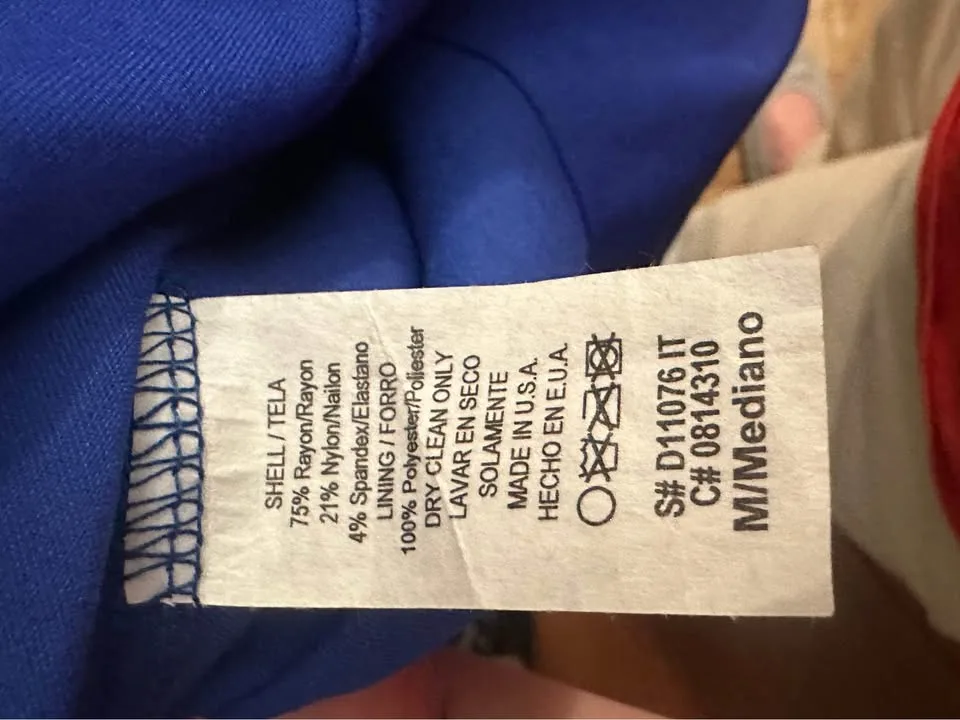 SHELL / TELA
75% Rayon/Rayon
21% Nylon/Nailon
4% Spandex/Elastano
LINING / FORRO
100% Polyester/Poliester
DRY CLEAN ONLY
LAVAR EN SECO
SOLAMENTE
MADE IN U.S.A.
HECHO EN E.U.A.
S# D11076 IT
C# 0814310
M/Mediano